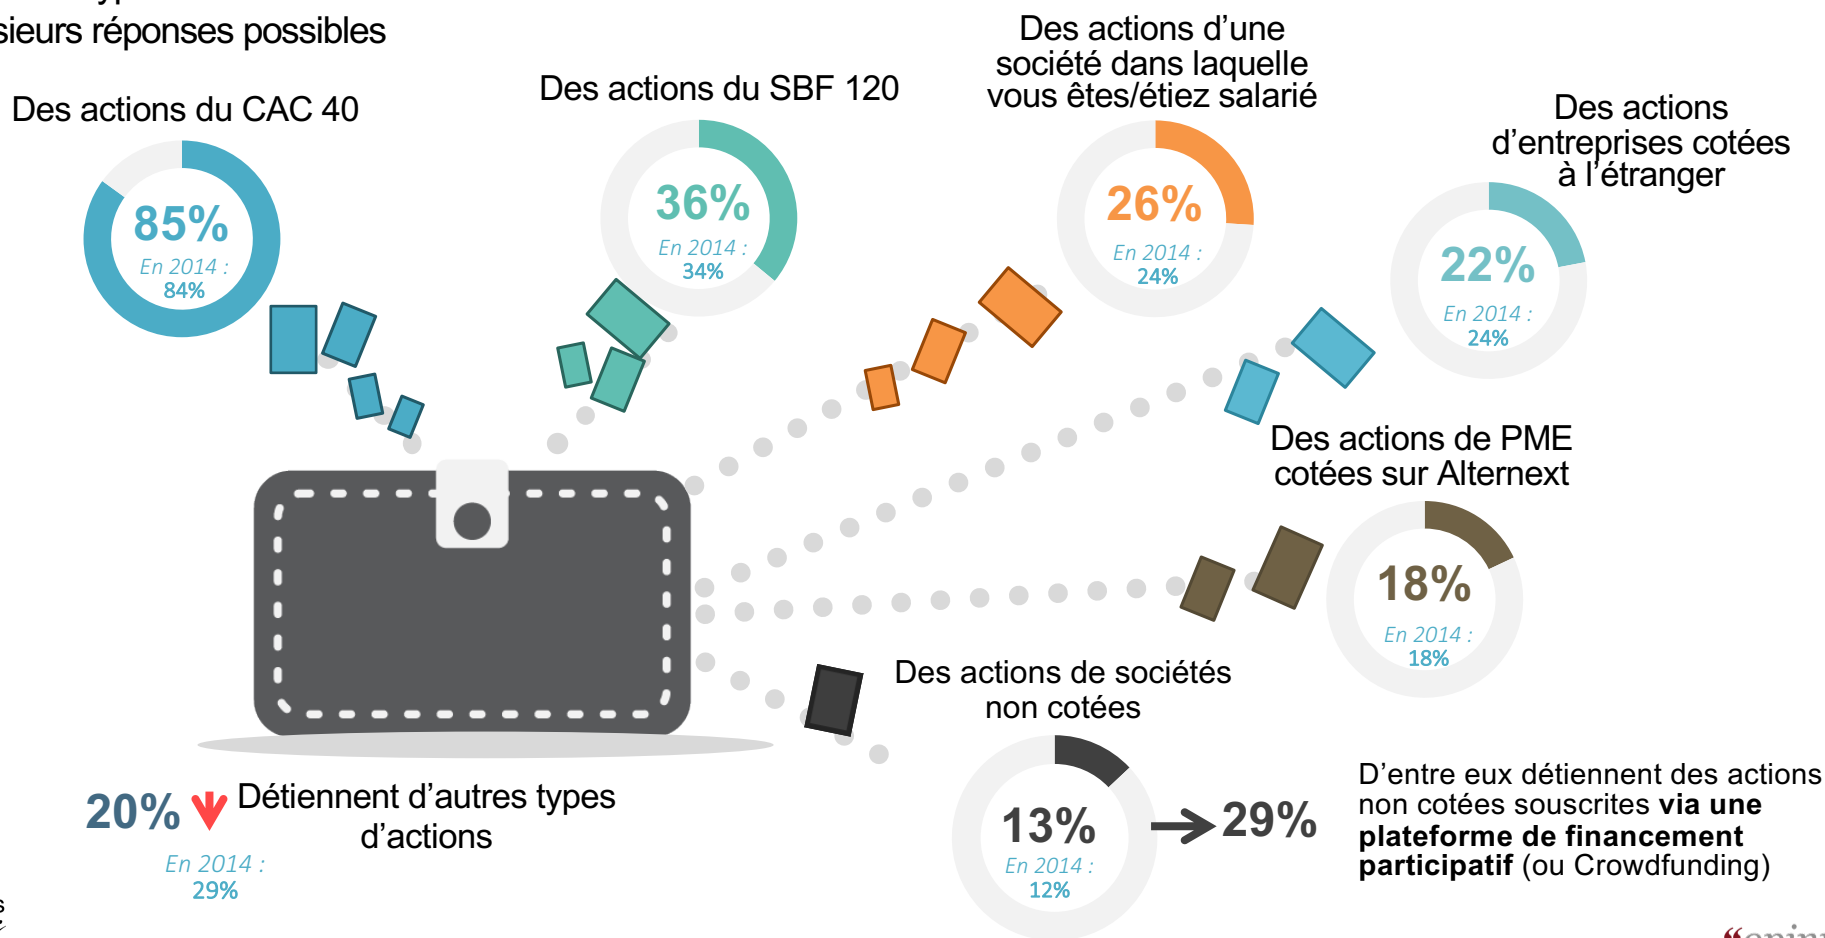 réponses possibles
Des actions du CAC 40
85%
En 2014 :
84%
Des actions du SBF 120
36%
En 2014 :
34%
Des actions d’une
société dans laquelle
vous êtes/étiez salarié
26%
En 2014 :
24%
Des actions
d’entreprises cotées
à l’étranger
22%
En 2014 :
24%
Des actions de PME
cotées sur Alternext
18%
En 2014 :
18%
Des actions de sociétés
non cotées
13%
En 2014 :
12%
29%
D’entre eux détiennent des actions
non cotées souscrites via une
plateforme de financement
participatif (ou Crowdfunding)
20%
Détiennent d’autres types
d’actions
En 2014 :
29%